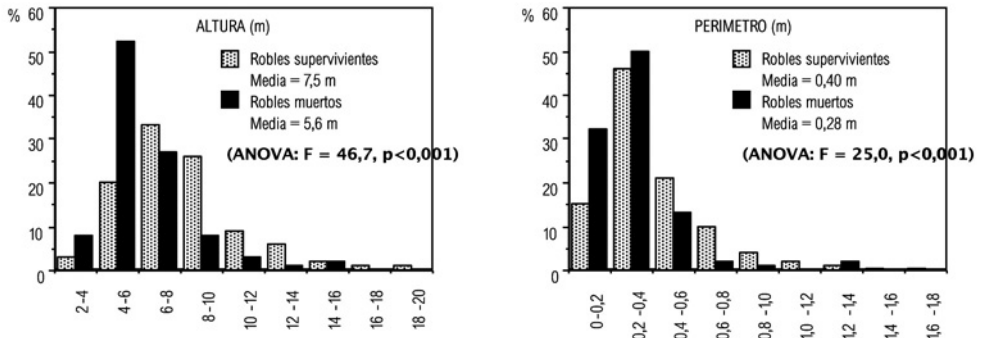 %
60
50
40
30
20
10
0
ALTURA (m)
Robles supervivientes
Media = 7,5 m
Robles muertos
Media = 5,6 m
(ANOVA: F = 46,7, p<0,001)
2-4
4-6
6-8
8-10
10 -12
12 -14
14 -16
16 -18
18 -20
%
60
50
40
30
20
10
0
PERIMETRO (m)
Robles supervivientes
Media = 0,40 m
Robles muertos
Media = 0,28 m
(ANOVA: F = 25,0, p<0,001)
0-0,2
0,2 -0,4
0,4 -0,6
0,6 -0,8
0,8 -1,0
1,0 -1,2
1,2 -1,4
1,4 -1,6
1,6 -1,8